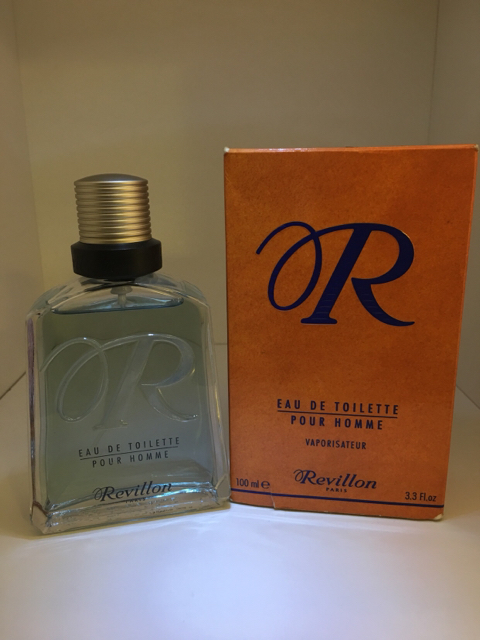 R
EAU DE TOILETTE
POUR HOMME
Revillon
R
EAU DE TOILETTE
POUR HOMME
VAPORISATEUR
100 ml e
Revillon
PARIS
3.3 Fl.oz